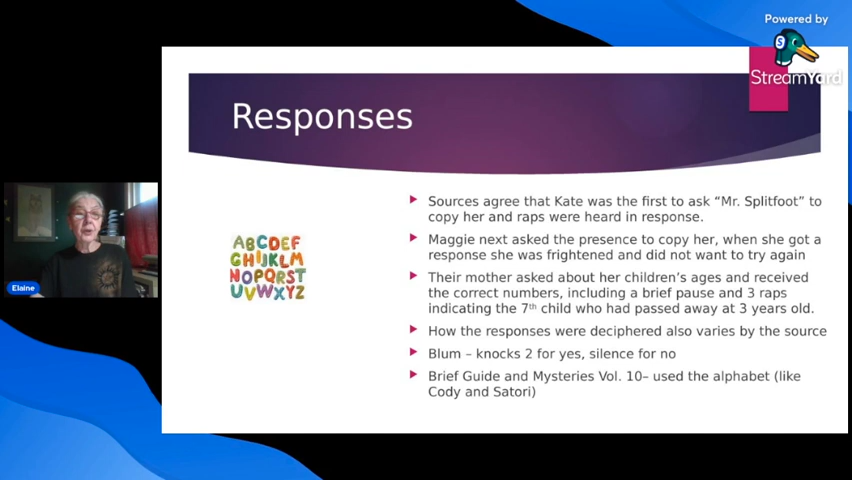 Powered by
StreamYard
Responses
Sources agree that Kate was the first to ask “Mr. Splitfoot” to
copy her and raps were heard in response.
Maggie next asked the presence to copy her, when she got a
response she was frightened and did not want to try again
Their mother asked about her children’s ages and received
the correct numbers, including a brief pause and 3 raps
indicating the 7th child who had passed away at 3 years old.
How the responses were deciphered also varies by the source
Blum – knocks 2 for yes, silence for no
Brief Guide and Mysteries Vol. 10– used the alphabet (like
Cody and Satori)
ABCDEF
GHIJKLM
NOPQRST
UVWXYZ
Elaine